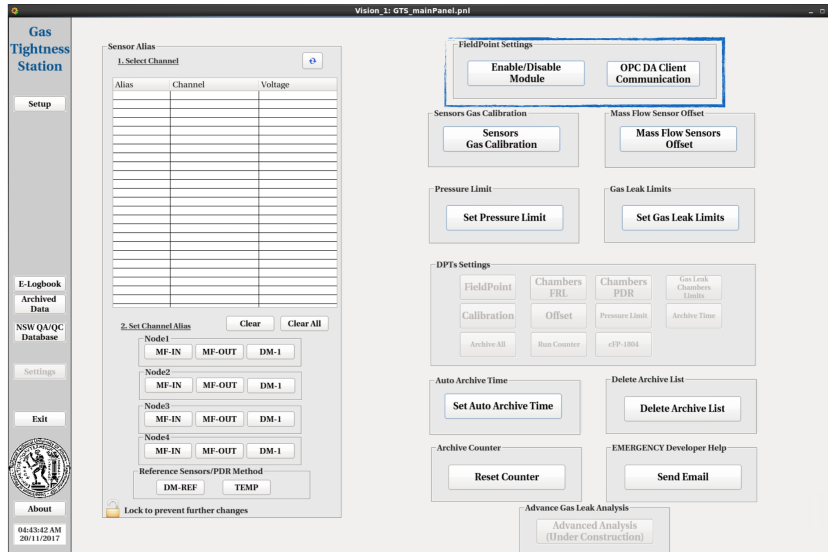 Vision_1: GTS_mainPanel.pnl
Gas
Tightness
Station
Setup
E-Logbook
Archived
Data
NSW QA/QC
Database
Settings
Exit
About
04:43:42 AM
20/11/2017
Sensor Alias
1. Select Channel
Alias Channel Voltage
2. Set Channel Alias
Clear Clear All
Node1
MF-IN MF-OUT DM-1
Node2
MF-IN MF-OUT DM-1
Node3
MF-IN MF-OUT DM-1
Node4
MF-IN MF-OUT DM-1
Reference Sensors/PDR Method
DM-REF TEMP
Lock to prevent further changes
FieldPoint Settings
Enable/Disable
Module
OPC DA Client
Communication
Sensors Gas Calibration
Sensors
Gas Calibration
Mass Flow Sensor Offset
Mass Flow Sensors
Offset
Pressure Limit
Set Pressure Limit
Gas Leak Limits
Set Gas Leak Limits
DPTs Settings
FieldPoint
Chambers
FRL
Chambers
PDR
Gas Leak
Chambers
Limits
Calibration Offset Pressure Limit Archive Time
Archive All Run Counter cFP-1804
Auto Archive Time
Set Auto Archive Time
Delete Archive List
Delete Archive List
Archive Counter
Reset Counter
EMERGENCY Developer Help
Send Email
Advance Gas Leak Analysis
Advanced Analysis
(Under Construction)